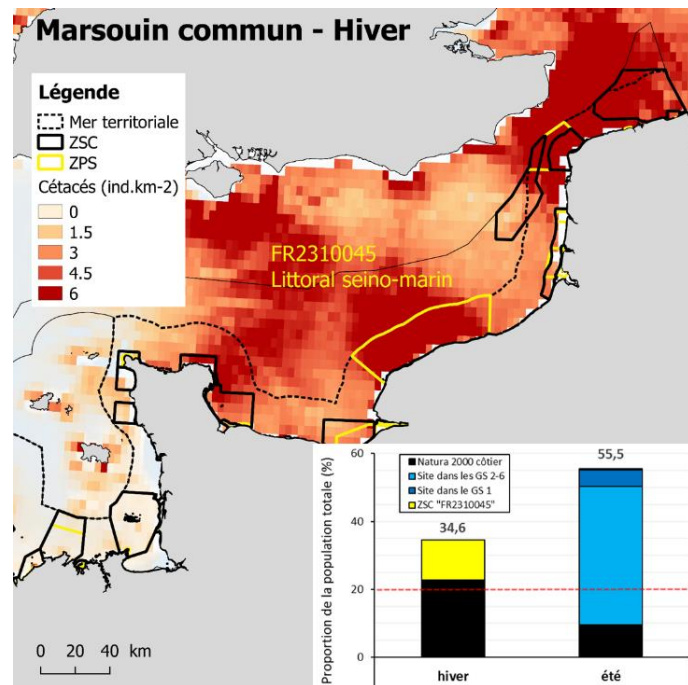 Marsouin commun - Hiver
Légende
Mer territoriale
ZSC
ZPS
Cétacés (ind.km-2)
0
1.5
3
4.5
6
FR2310045
Littoral seino-marin
0 20 40 km
Proportion de la population totale (%)
60
40
20
0
Natura 2000 côtier
Site dans les GS 2-6
Site dans le GS 1
ZSC "FR2310045"
34,6
55,5
hiver
été